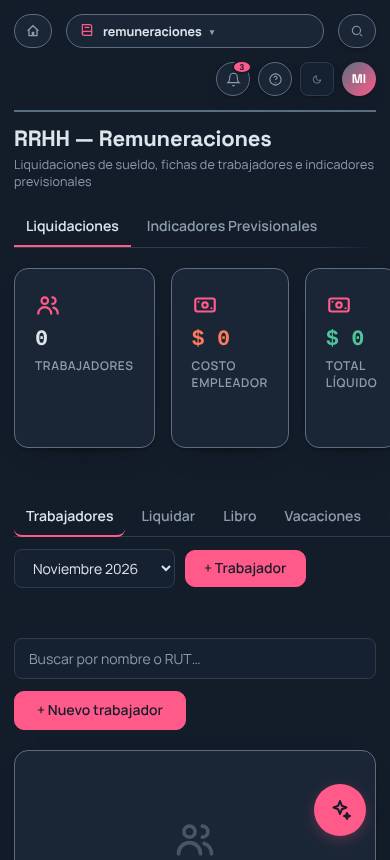 remuneraciones ▾
3
MI
RRHH — Remuneraciones
Liquidaciones de sueldo, fichas de trabajadores e indicadores
previsionales
Liquidaciones
Indicadores Previsionales
0
TRABAJADORES
$ 0
COSTO
EMPLEADOR
$ 0
TOTAL
LÍQUIDO
Trabajadores
Liquidar
Libro
Vacaciones
Noviembre 2026
+ Trabajador
Buscar por nombre o RUT...
+ Nuevo trabajador